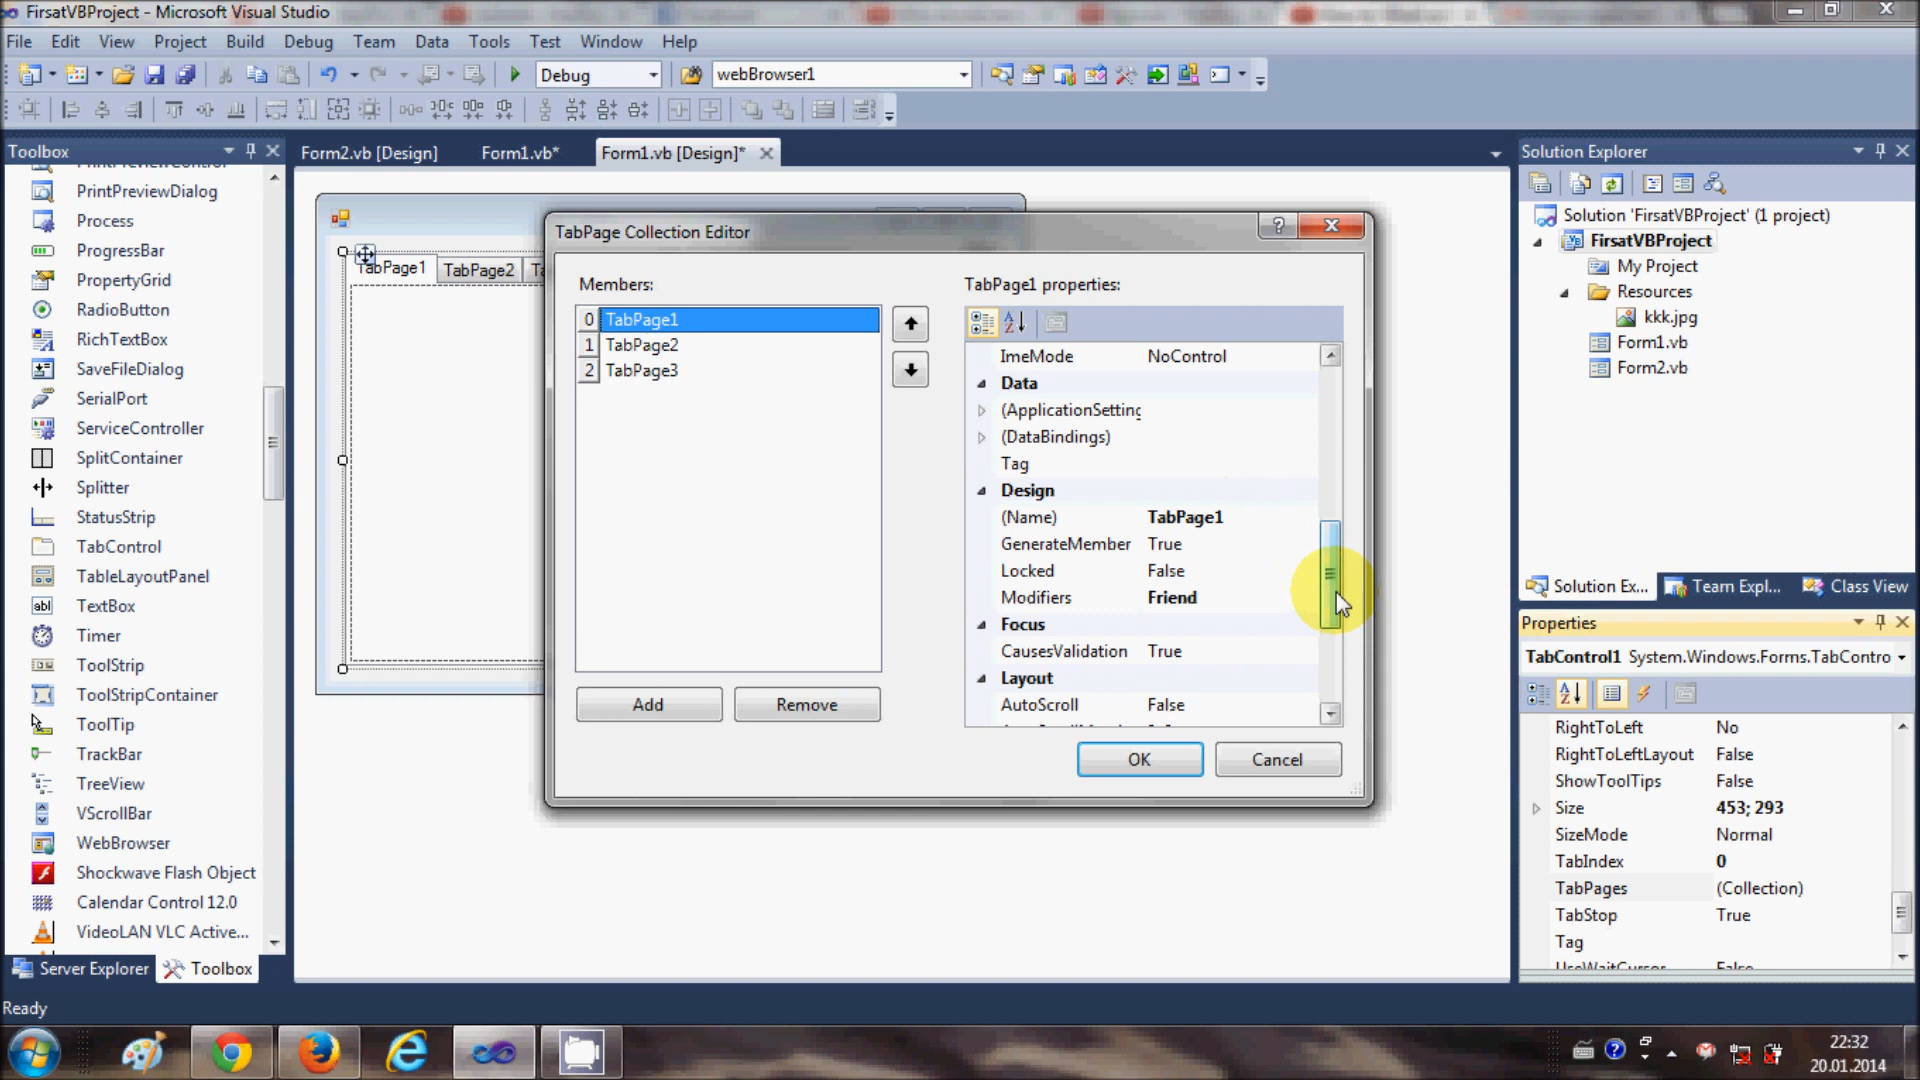 FirsatVBProject - Microsoft Visual Studio
File Edit View Project Build Debug Team Data Tools Test Window Help
Debug webBrowser1
Toolbox
Form2.vb [Design] Form1.vb* Form1.vb [Design]*
Solution Explorer
PrintPreviewDialog
Process
ProgressBar
PropertyGrid
RadioButton
RichTextBox
SaveFileDialog
SerialPort
ServiceController
SplitContainer
Splitter
StatusStrip
TabControl
TableLayoutPanel
TextBox
Timer
ToolStrip
ToolStripContainer
ToolTip
TrackBar
TreeView
VScrollBar
WebBrowser
Shockwave Flash Object
Calendar Control 12.0
VideoLAN VLC Active...
Server Explorer Toolbox
TabPage1 TabPage2
TabPage Collection Editor
Members:
0 TabPage1
1 TabPage2
2 TabPage3
Add Remove
TabPage1 properties:
ImeMode NoControl
Data
(ApplicationSetting
(DataBindings)
Tag
Design
(Name) TabPage1
GenerateMember True
Locked False
Modifiers Friend
Focus
CausesValidation True
Layout
AutoScroll False
OK Cancel
Solution 'FirsatVBProject' (1 project)
FirsatVBProject
My Project
Resources
kkk.jpg
Form1.vb
Form2.vb
Solution Ex... Team Expl... Class View
Properties
TabControl1 System.Windows.Forms.TabContro
RightToLeft No
RightToLeftLayout False
ShowToolTips False
Size 453; 293
SizeMode Normal
TabIndex 0
TabPages (Collection)
TabStop True
Tag
UseWaitCursor False
Ready
22:32
20.01.2014